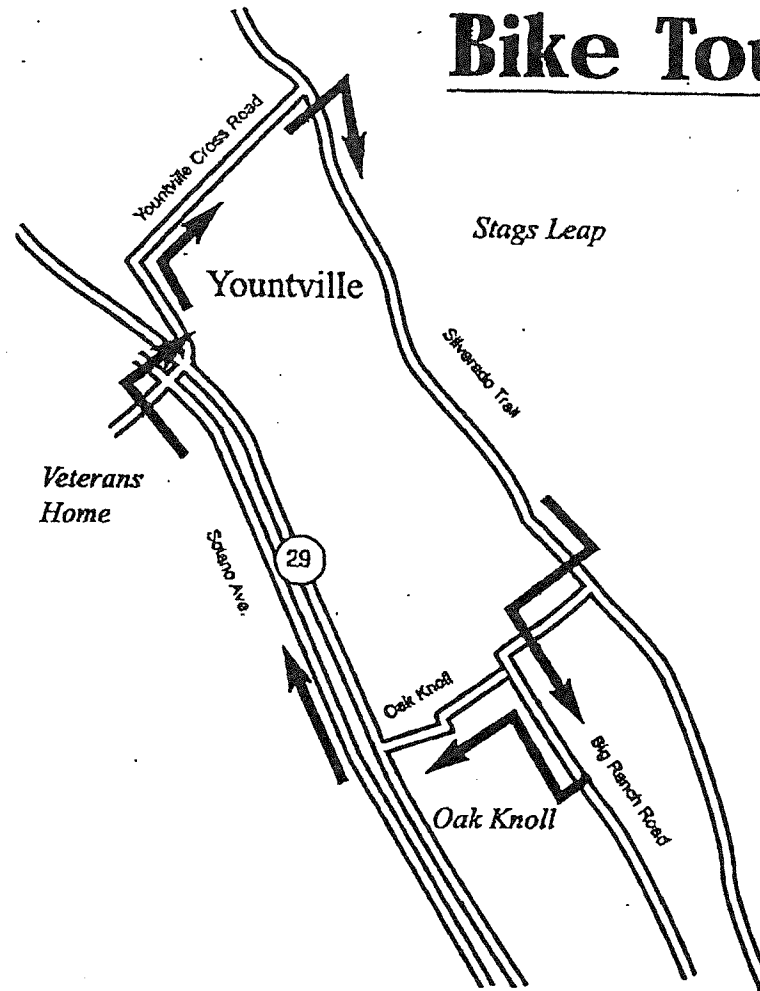 Bike Tou
Yountville Cross Road
Stags Leap
Yountville
Silverado Trail
Veterans
Home
Solano Ave.
29
Oak Knoll
Big Ranch Road
Oak Knoll